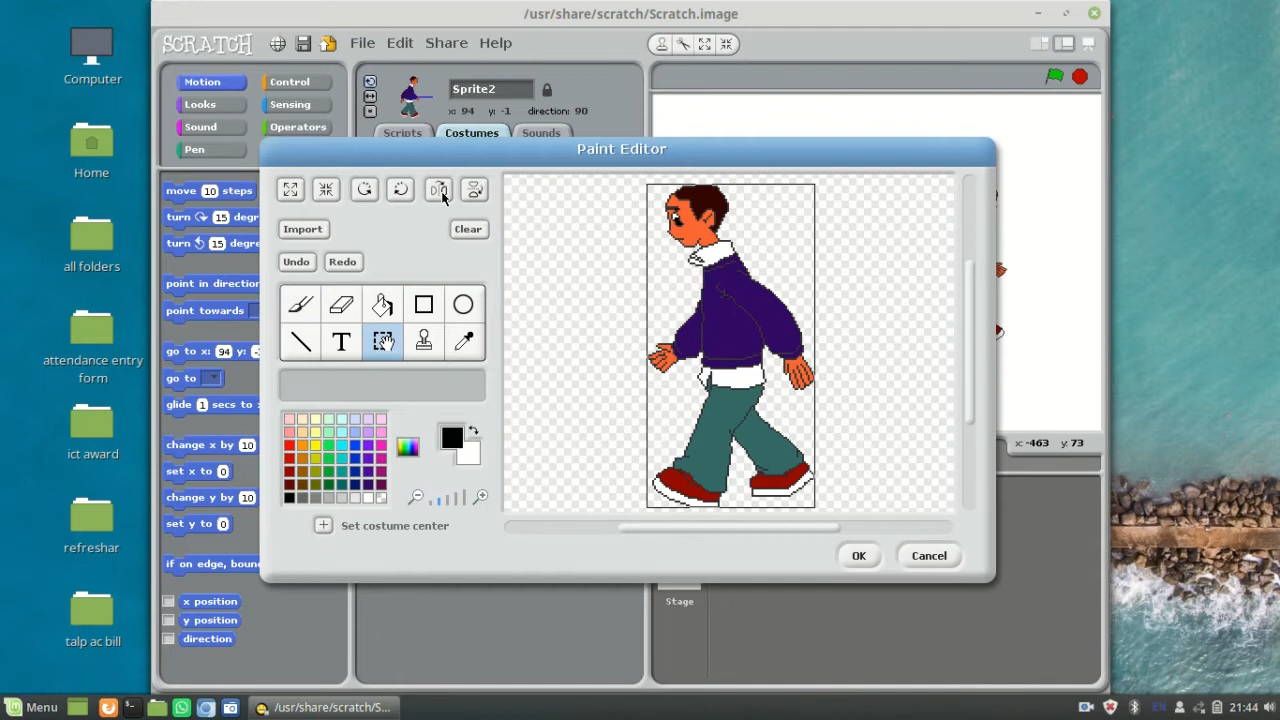 /usr/share/scratch/Scratch.image
SCRATCH File Edit Share Help
Computer
Home
all folders
attendance entry
form
ict award
refreshar
talp ac bill
Motion Control
Looks Sensing
Sound Operators
Pen
Sprite2
x: 94 y: -1 direction: 90
Scripts Costumes Sounds
move 10 steps
turn 15 degr
turn 15 degre
point in direction
point towards
go to x: 94 y: -
go to
glide 1 secs to x
change x by 10
set x to 0
change y by 10
set y to 0
if on edge, boun
x position
y position
direction
Paint Editor
Import Clear
Undo Redo
T
Set costume center
OK Cancel
x: -463 y: 73
Stage
Menu /usr/share/scratch/S... EN 21:44